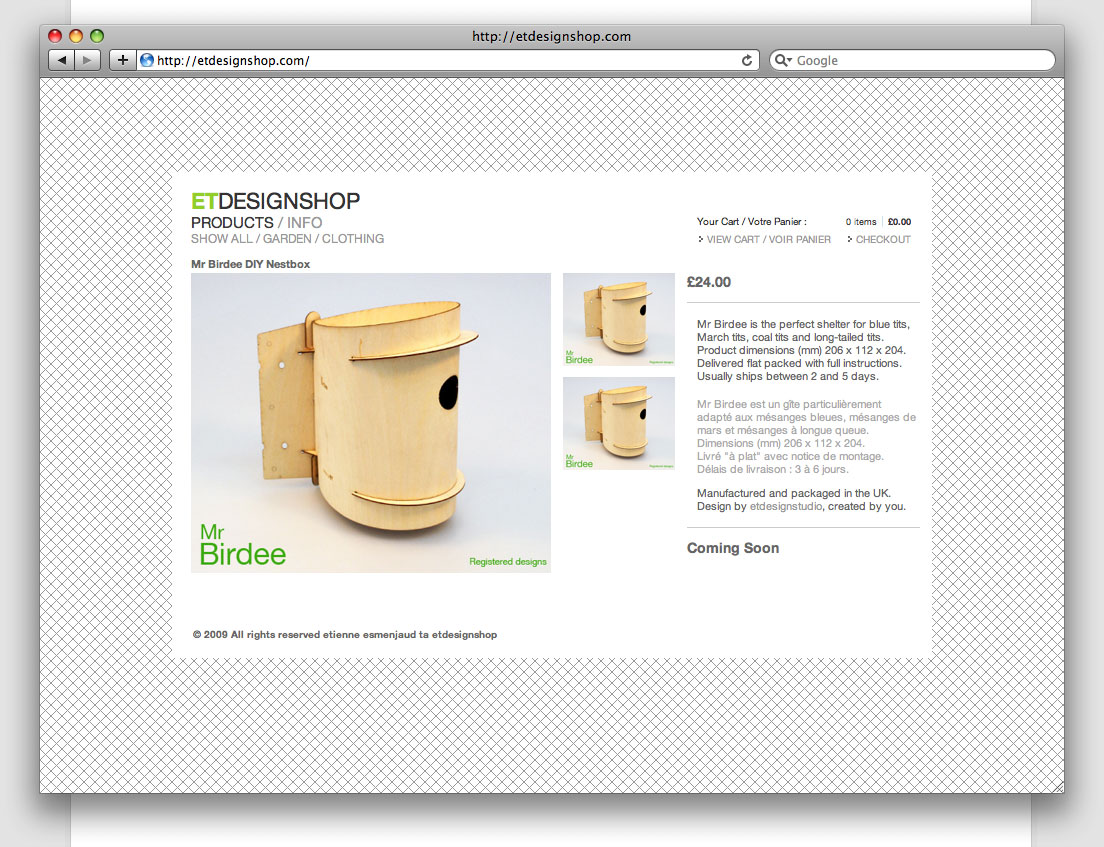 http://etdesignshop.com
http://etdesignshop.com/
Google
ETDESIGNSHOP
PRODUCTS / INFO
SHOW ALL / GARDEN / CLOTHING
Your Cart / Votre Panier : 0 items £0.00
VIEW CART / VOIR PANIER CHECKOUT
Mr Birdee DIY Nestbox
Mr
Birdee
Registered designs
Mr
Birdee
Registered designs
Mr
Birdee
Registered designs
£24.00
Mr Birdee is the perfect shelter for blue tits,
March tits, coal tits and long-tailed tits.
Product dimensions (mm) 206 x 112 x 204.
Delivered flat packed with full instructions.
Usually ships between 2 and 5 days.
Mr Birdee est un gîte particulièrement
adapté aux mésanges bleues, mésanges de
mars et mésanges à longue queue.
Dimensions (mm) 206 x 112 x 204.
Livré "à plat" avec notice de montage.
Délais de livraison : 3 à 6 jours.
Manufactured and packaged in the UK.
Design by etdesignstudio, created by you.
Coming Soon
© 2009 All rights reserved etienne esmenjaud ta etdesignshop